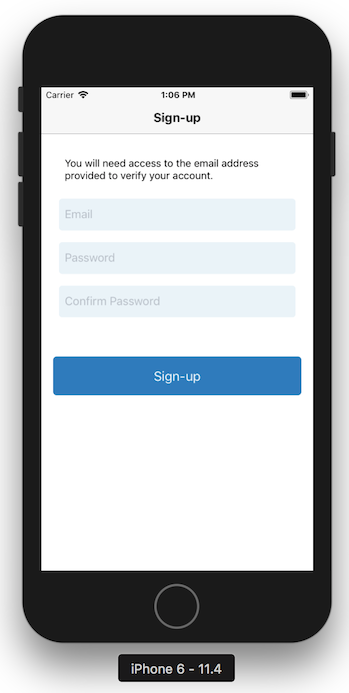 Carrier 1:06 PM
Sign-up
You will need access to the email address
provided to verify your account.
Email
Password
Confirm Password
Sign-up
iPhone 6 - 11.4